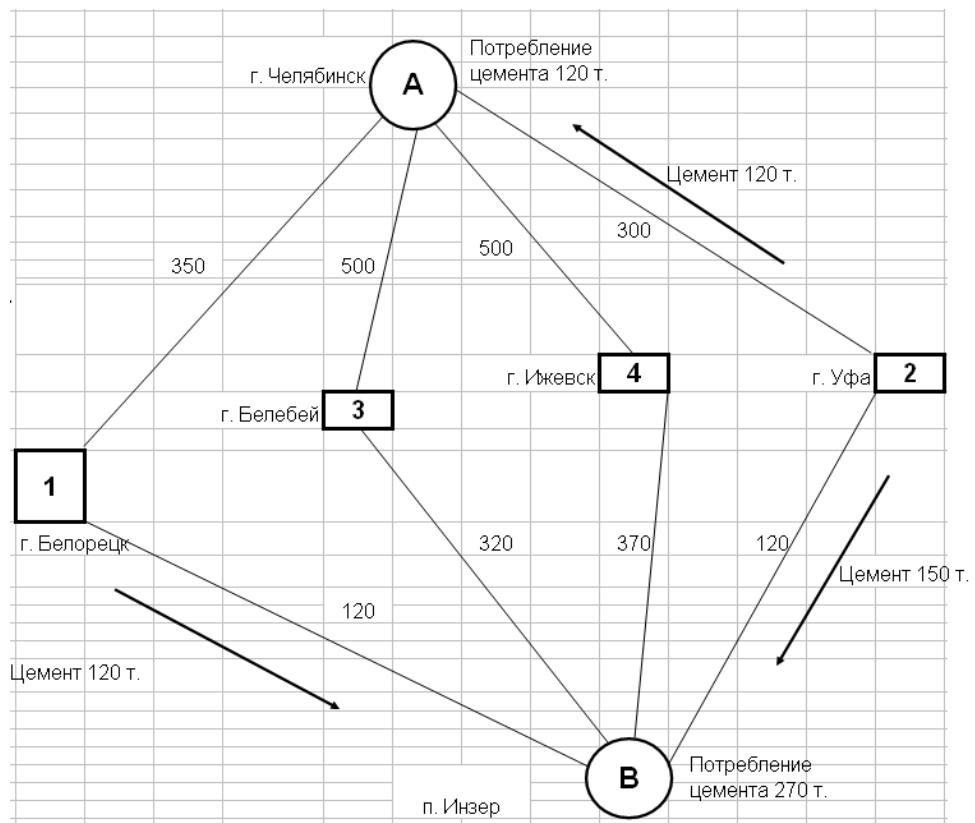 Потребление
цемента 120 т.
г. Челябинск
A
Цемент 120 т.
300
500
350
500
г. Ижевск
4
г. Уфа
2
г. Белебей
3
1
г. Белорецк
320
370
120
Цемент 150 т.
120
Цемент 120 т.
B
Потребление
цемента 270 т.
п. Инзер